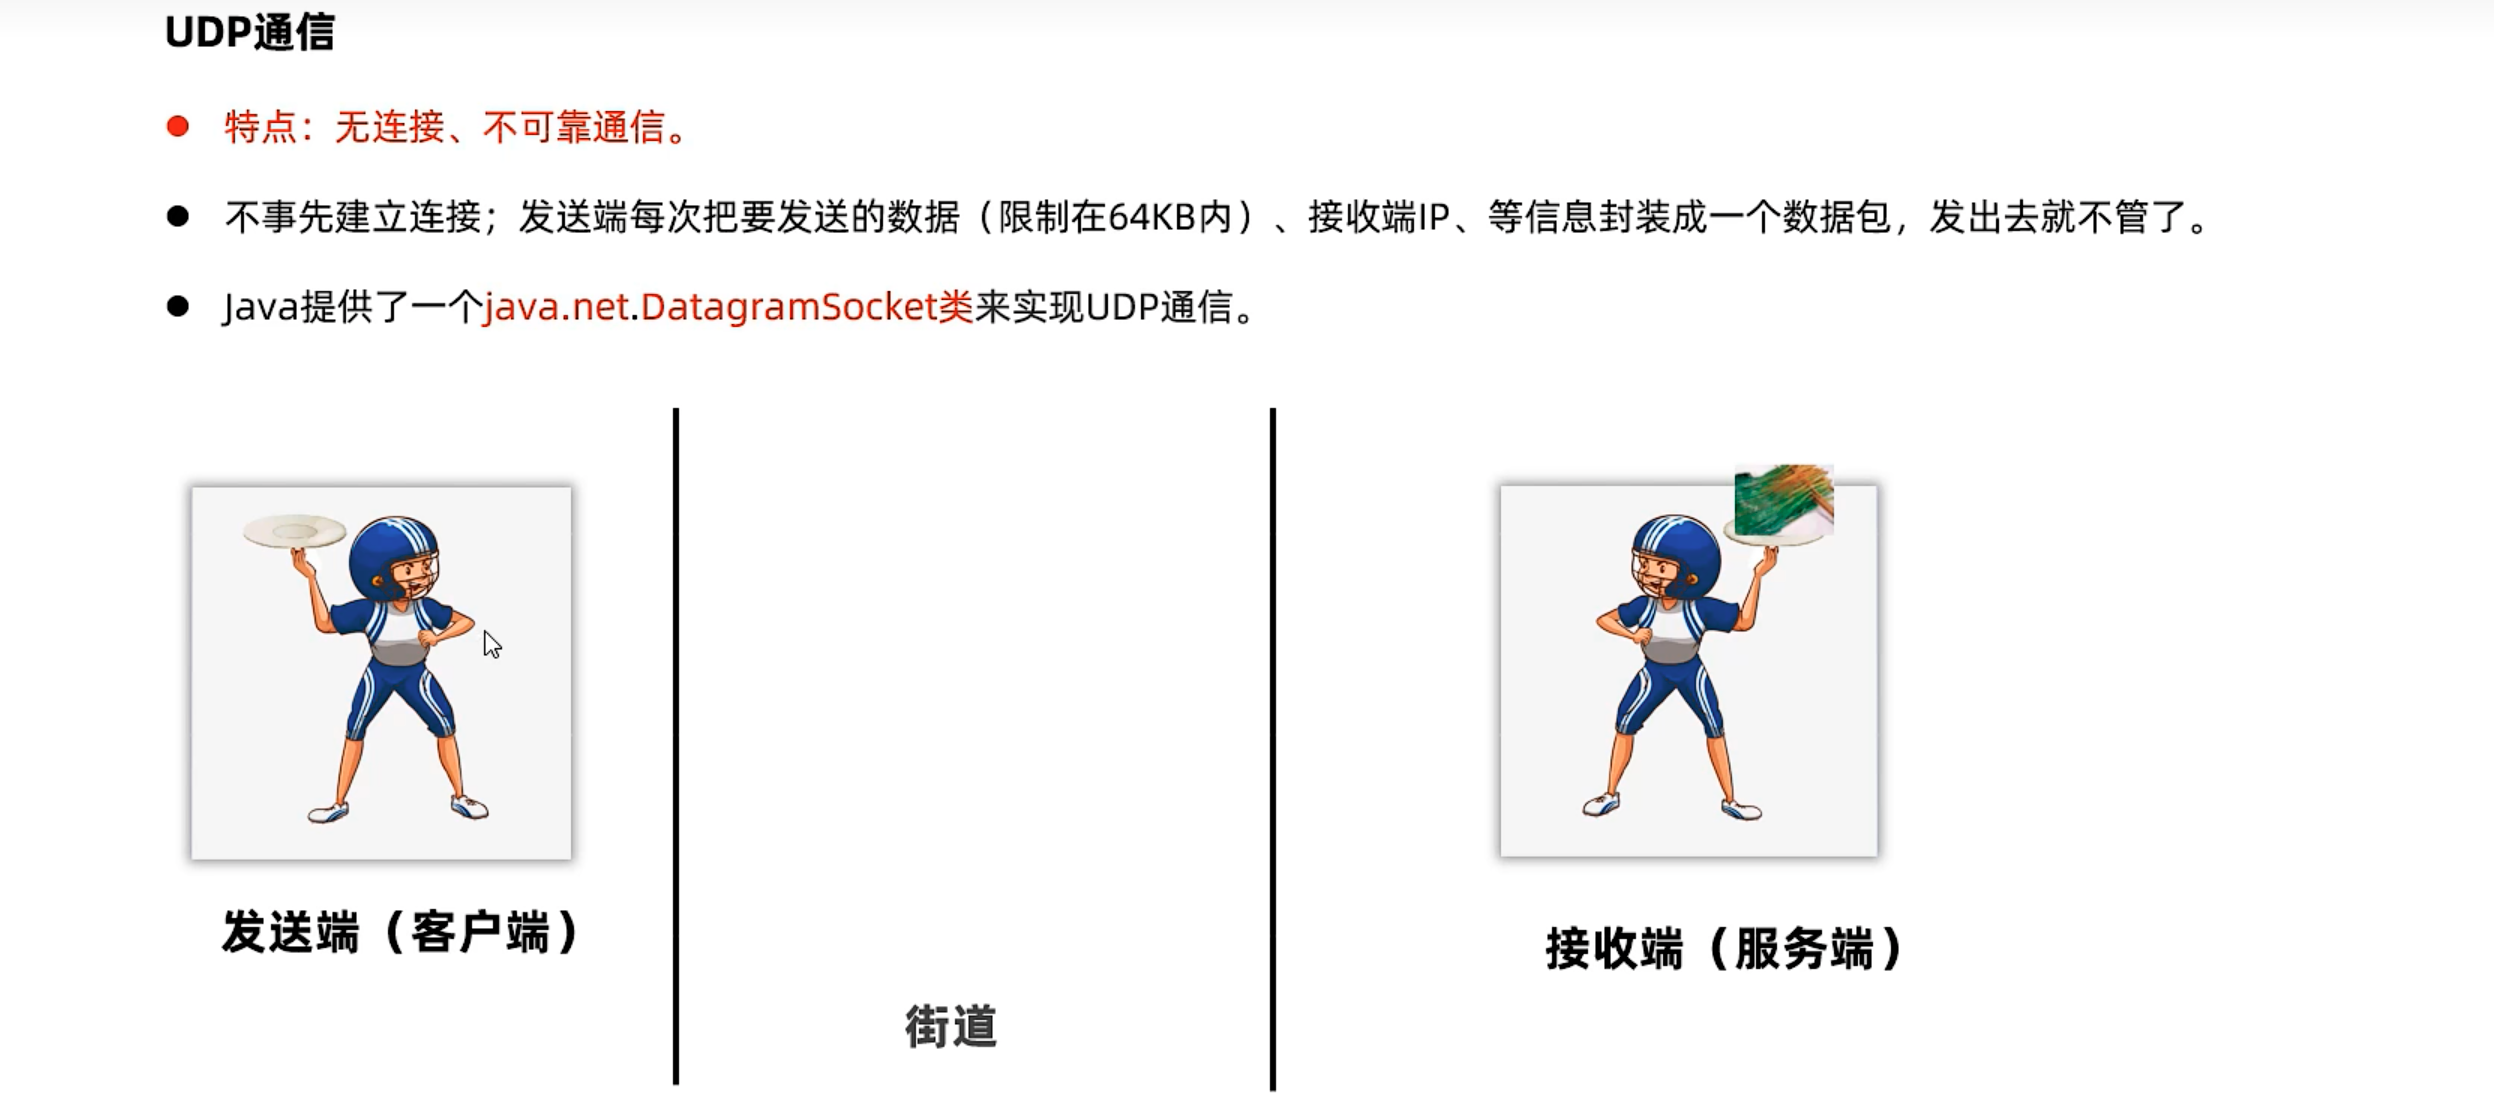 UDP通信
特点：无连接、不可靠通信。
不事先建立连接；发送端每次把要发送的数据（限制在64KB内）、接收端IP、等信息封装成一个数据包，发出去就不管了。
Java提供了一个java.net.DatagramSocket类来实现UDP通信。
发送端（客户端）
接收端（服务端）
街道